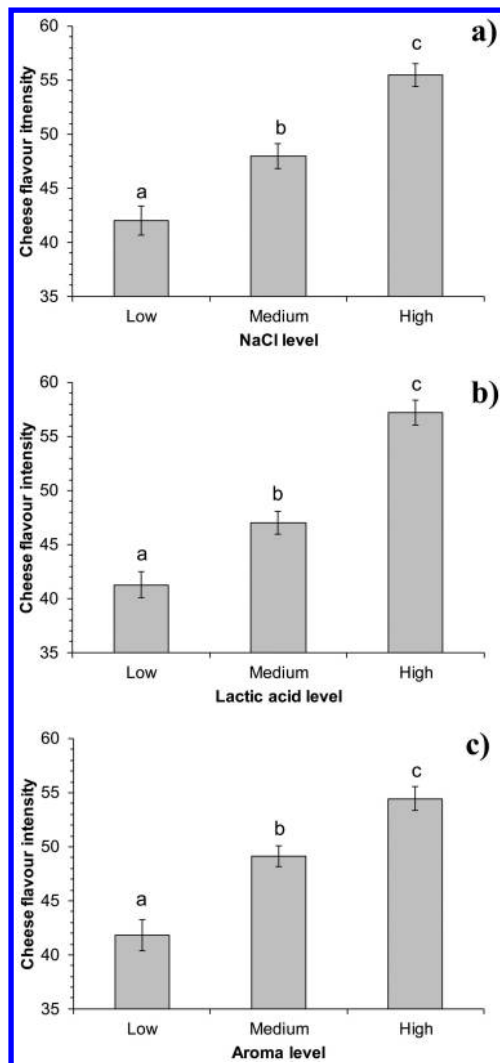 a)
Cheese flavour itnensity
60
55
50
45
40
35
a
b
c
Low
Medium
High
NaCl level
b)
Cheese flavour intensity
60
55
50
45
40
35
a
b
c
Low
Medium
High
Lactic acid level
c)
Cheese flavour intensity
60
55
50
45
40
35
a
b
c
Low
Medium
High
Aroma level